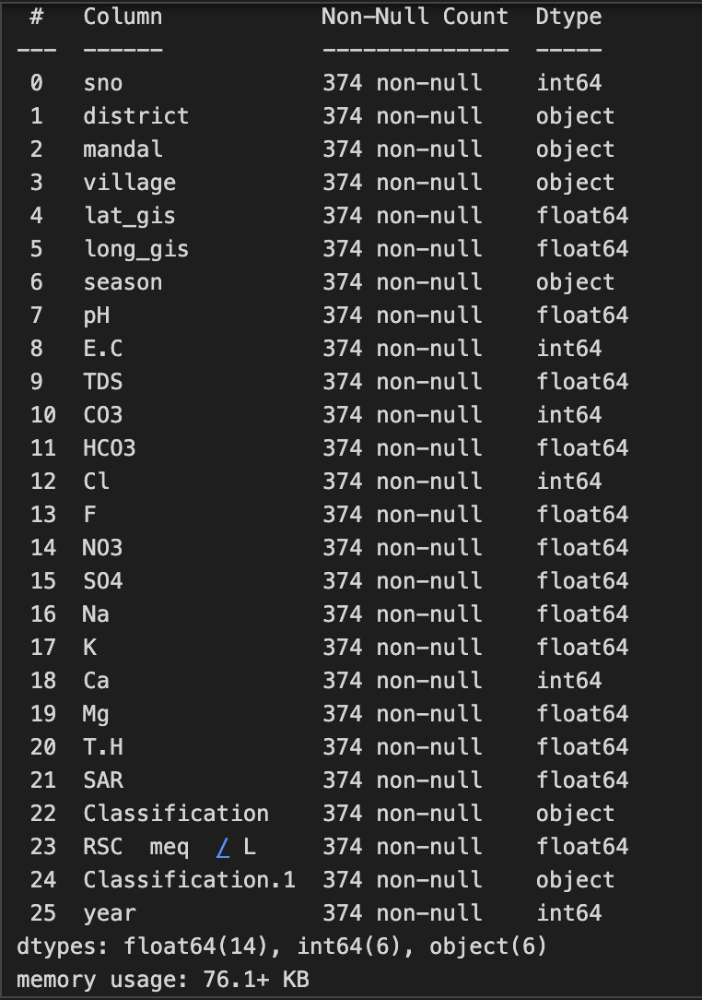 #   Column            Non-Null Count  Dtype
---  ------            --------------  -----
0   sno               374 non-null    int64
1   district          374 non-null    object
2   mandal            374 non-null    object
3   village           374 non-null    object
4   lat_gis           374 non-null    float64
5   long_gis          374 non-null    float64
6   season            374 non-null    object
7   pH                374 non-null    float64
8   E.C               374 non-null    int64
9   TDS               374 non-null    float64
10  CO3               374 non-null    int64
11  HCO3              374 non-null    float64
12  Cl                374 non-null    int64
13  F                 374 non-null    float64
14  NO3               374 non-null    float64
15  SO4               374 non-null    float64
16  Na                374 non-null    float64
17  K                 374 non-null    float64
18  Ca                374 non-null    int64
19  Mg                374 non-null    float64
20  T.H               374 non-null    float64
21  SAR               374 non-null    float64
22  Classification    374 non-null    object
23  RSC  meq  / L     374 non-null    float64
24  Classification.1  374 non-null    object
25  year              374 non-null    int64
dtypes: float64(14), int64(6), object(6)
memory usage: 76.1+ KB